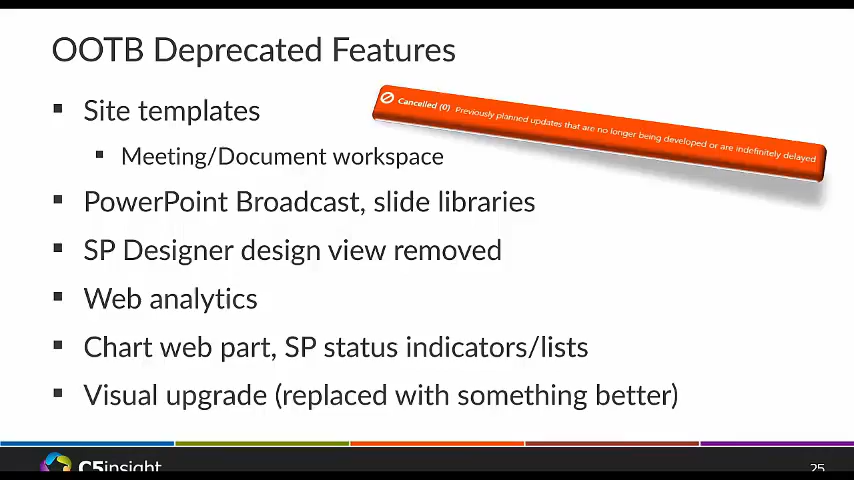 OOTB Deprecated Features
Site templates
Cancelled (0) Previously planned updates that are no longer being developed or are indefinitely delayed
Meeting/Document workspace
PowerPoint Broadcast, slide libraries
SP Designer design view removed
Web analytics
Chart web part, SP status indicators/lists
Visual upgrade (replaced with something better)
C5insight
25